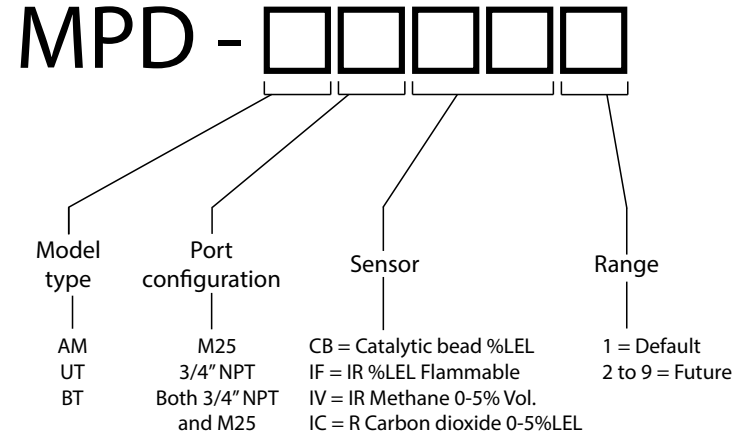 MPD -
Model
type
Port
configuration
Sensor
Range
AM
UT
BT
M25
3/4" NPT
Both 3/4" NPT
and M25
CB = Catalytic bead %LEL
IF = IR %LEL Flammable
IV = IR Methane 0-5% Vol.
IC = R Carbon dioxide 0-5%LEL
1 = Default
2 to 9 = Future